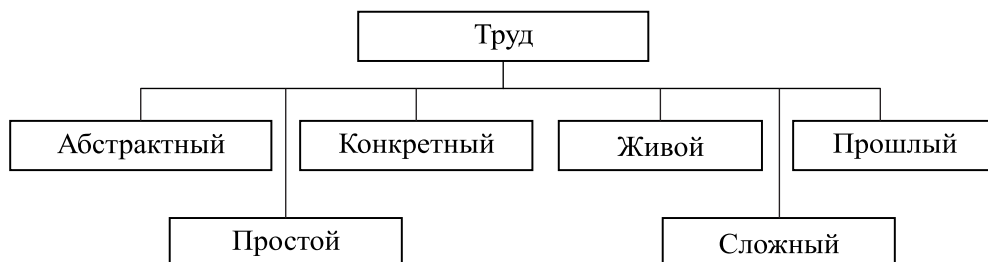 Труд
Абстрактный
Конкретный
Живой
Прошлый
Простой
Сложный